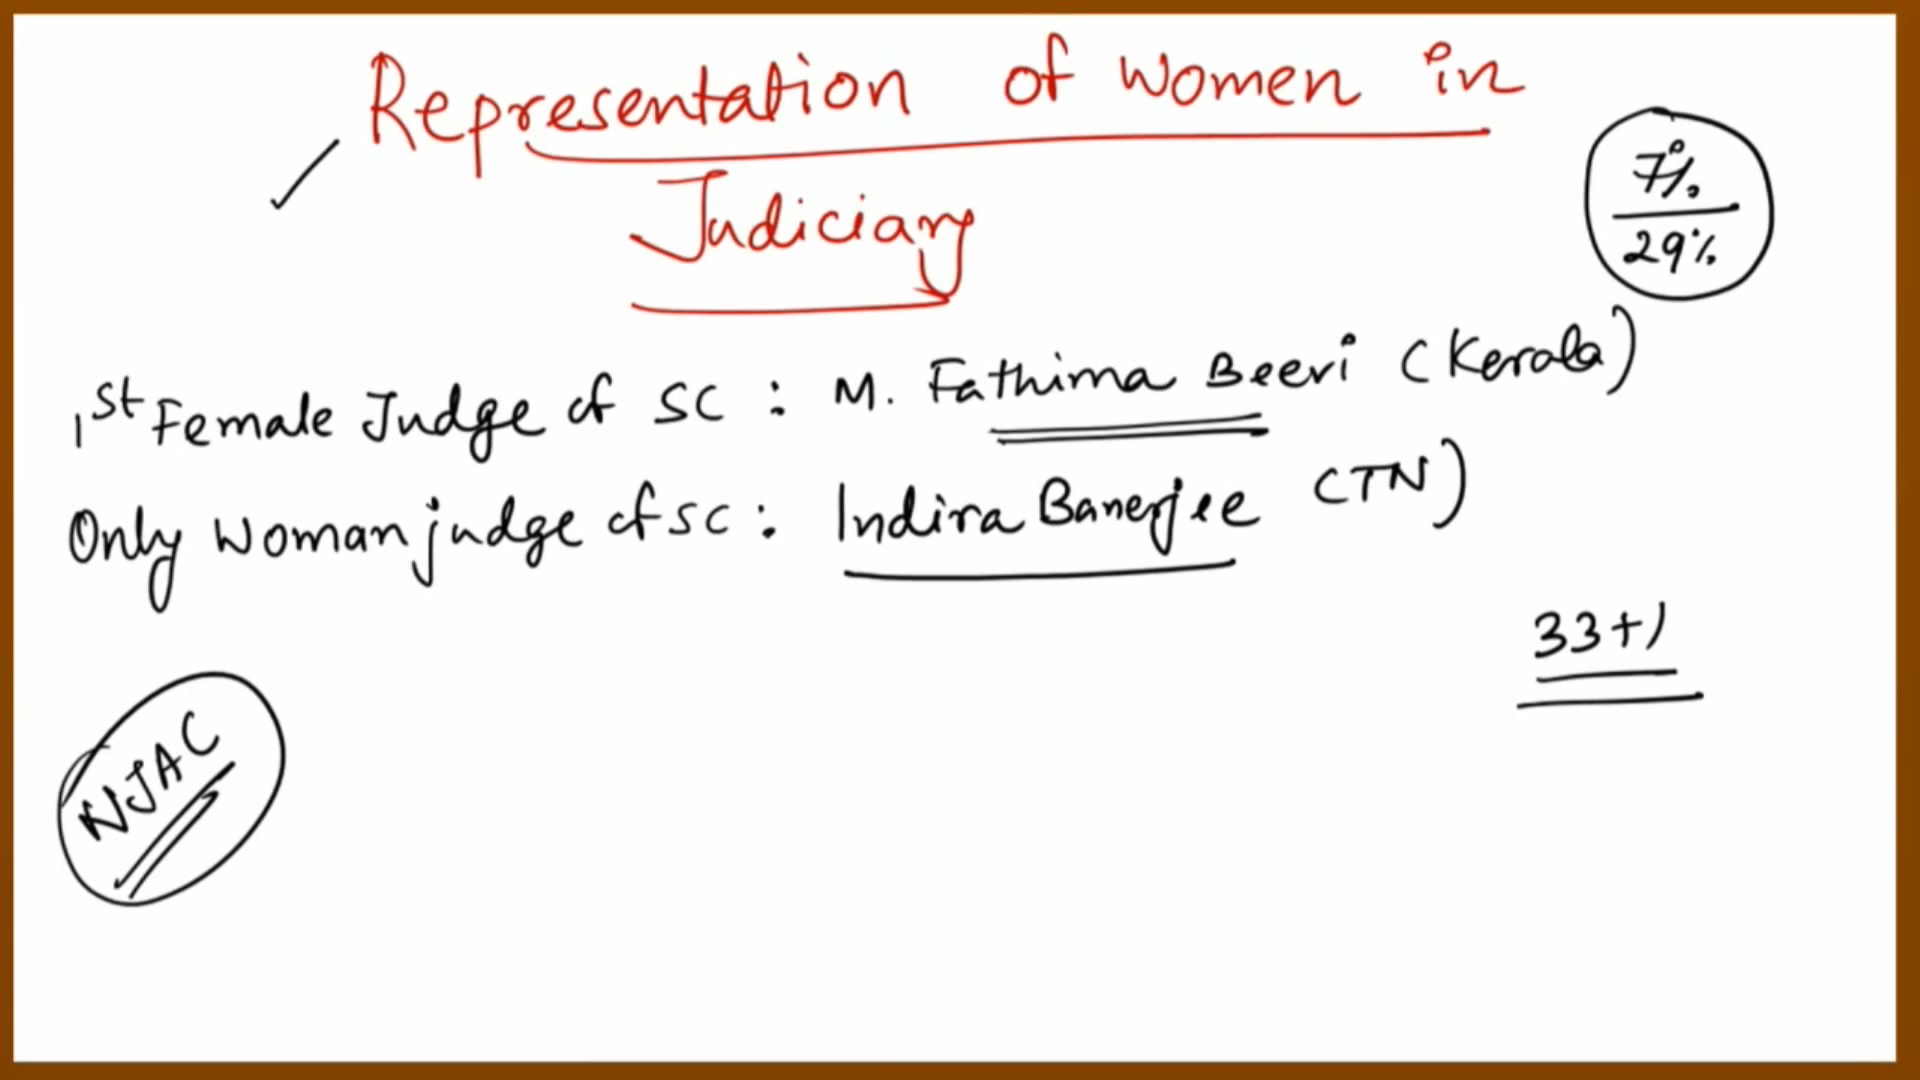 Representation of women in
Judiciary
7%
29%
1st Female Judge of SC : M. Fathima Beevi (Kerala)
Only woman judge of SC : Indira Banerjee (TN)
33+1
NJAC